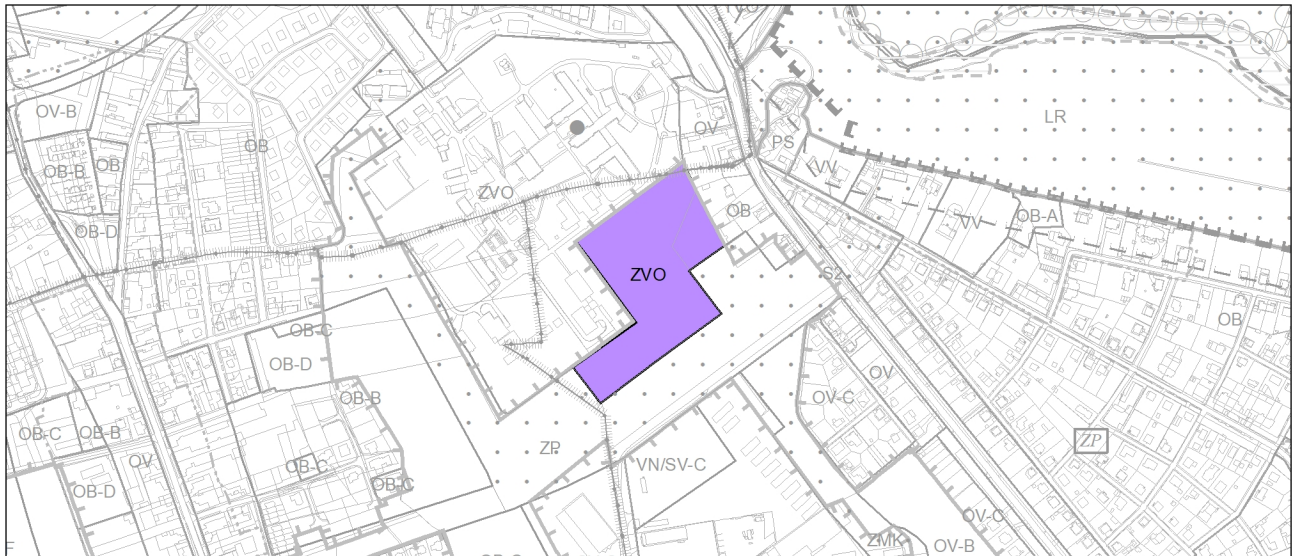 OV-B
OB
LR
OV
PS
OB-B
OB
VV
ZVO
OB
OB-A
VV
OB-D
ZVO
S2
OB
OB-C
OB-D
OV
OB-B
OV-C
OB-C
OB-B
ZP
OV
ZP
VN/SV-C
OB-C
OB-C
OB-D
OV-C
ZMK
OV-B